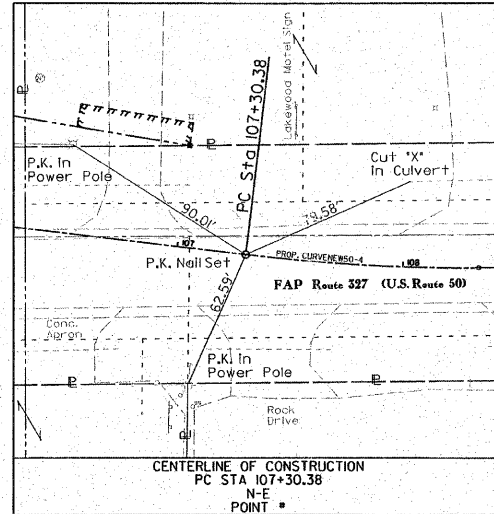 Lakewood Motel Sign
PC Sta 107+30.38
P.K. in
Power Pole
Cut "X"
in Culvert
90.01'
79.58'
107
P.K. Nail Set
PROP. CURVENEW50-4
108
FAP Route 327 (U.S. Route 50)
62.59'
Conc.
Apron
P.K. in
Power Pole
Rock
Drive
CENTERLINE OF CONSTRUCTION
PC STA 107+30.38
N-E
POINT #